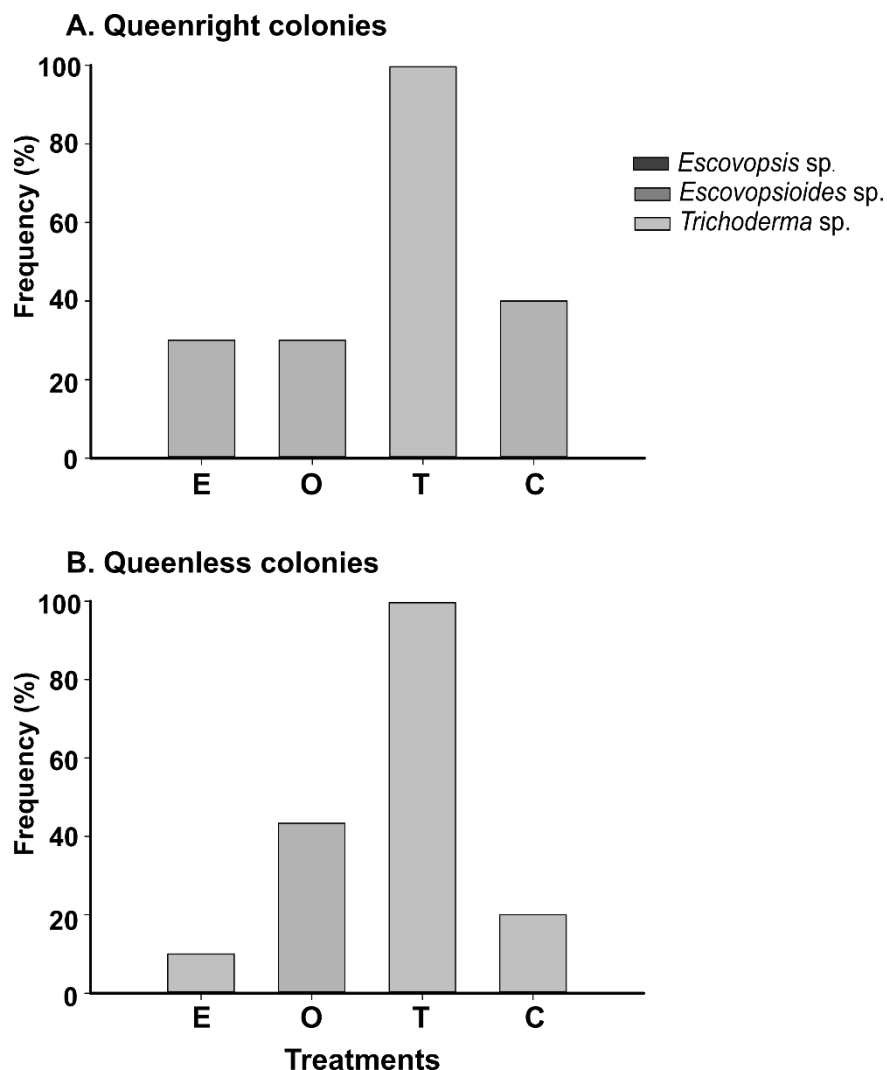 A. Queenright colonies
Frequency (%)
100
80
60
40
20
0
E O T C
Escovopsis sp.
Escovopsioides sp.
Trichoderma sp.
B. Queenless colonies
Frequency (%)
100
80
60
40
20
0
E O T C
Treatments